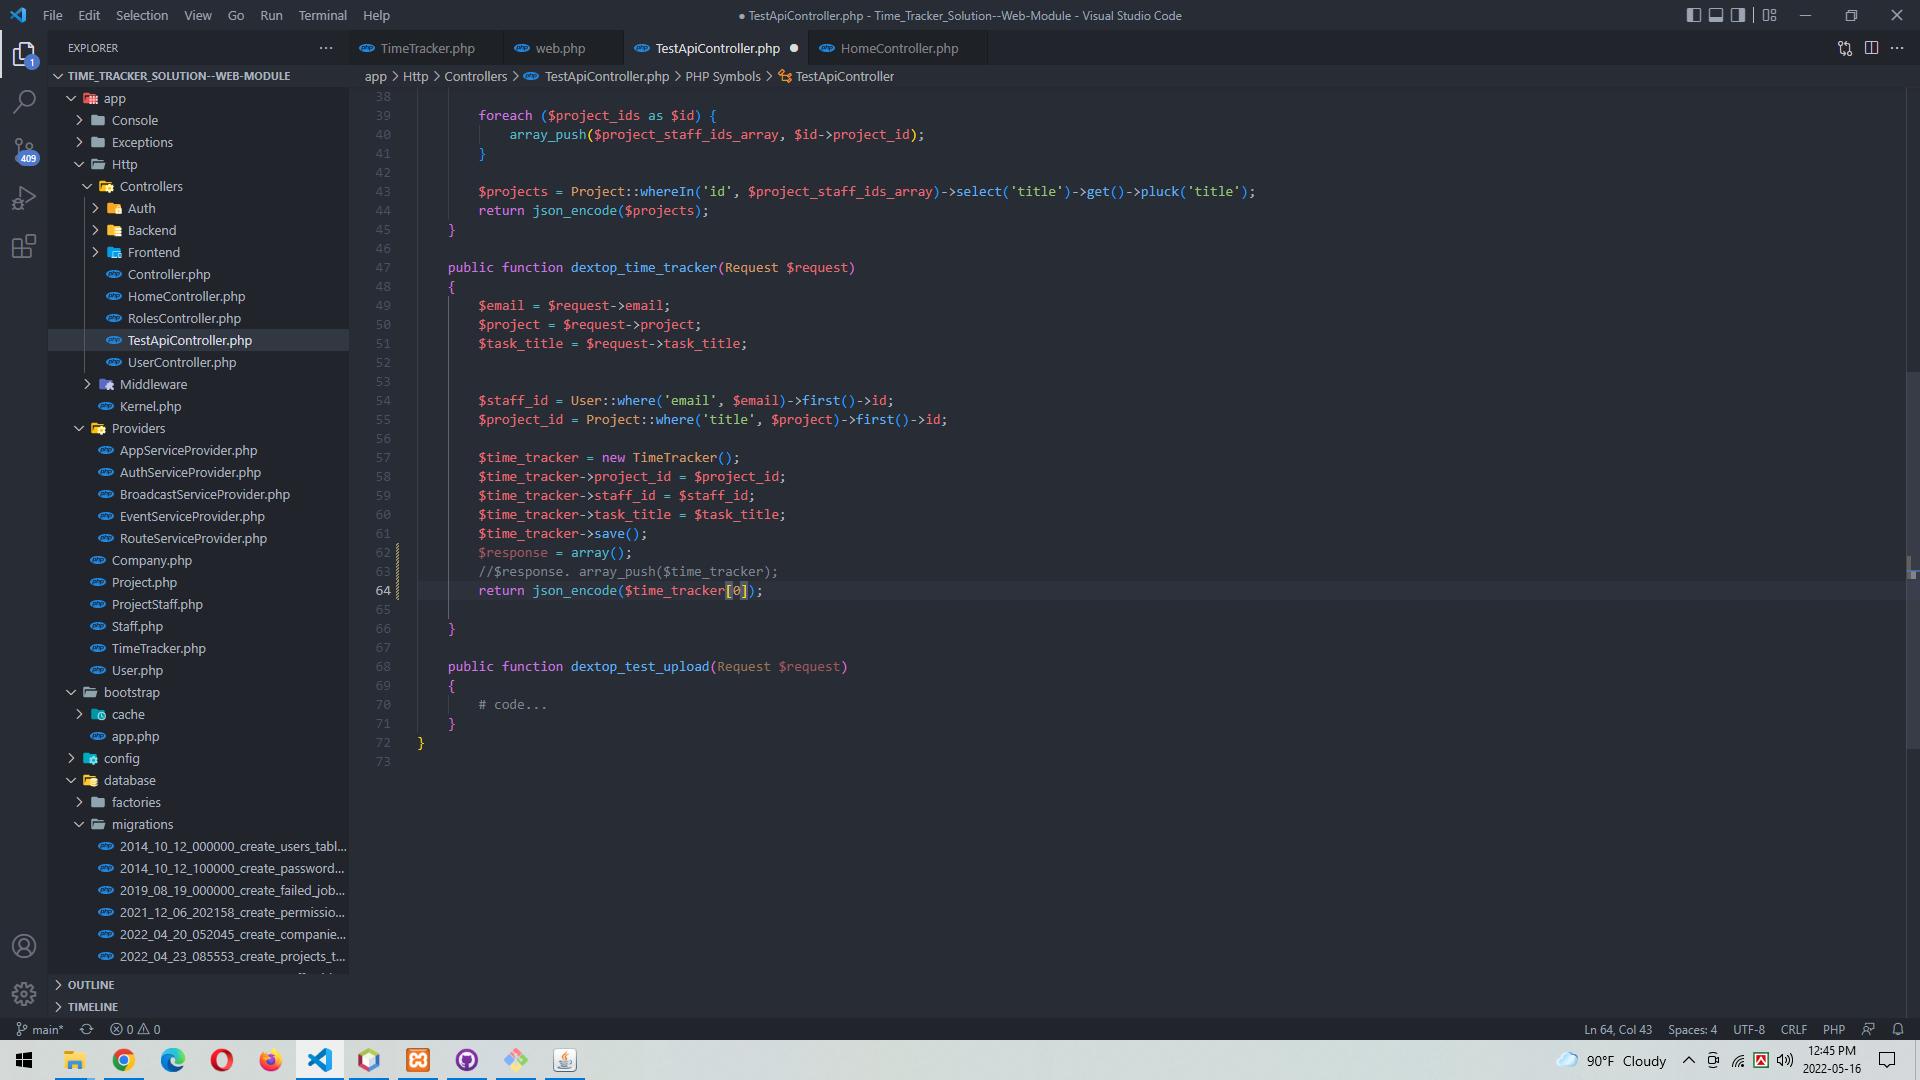 File Edit Selection View Go Run Terminal Help
● TestApiController.php - Time_Tracker_Solution--Web-Module - Visual Studio Code
EXPLORER
TimeTracker.php
web.php
TestApiController.php
HomeController.php
1
409
TIME_TRACKER_SOLUTION--WEB-MODULE
app > Http > Controllers > TestApiController.php > PHP Symbols > TestApiController
app
Console
Exceptions
Http
Controllers
Auth
Backend
Frontend
Controller.php
HomeController.php
RolesController.php
TestApiController.php
UserController.php
Middleware
Kernel.php
Providers
AppServiceProvider.php
AuthServiceProvider.php
BroadcastServiceProvider.php
EventServiceProvider.php
RouteServiceProvider.php
Company.php
Project.php
ProjectStaff.php
Staff.php
TimeTracker.php
User.php
bootstrap
cache
app.php
config
database
factories
migrations
2014_10_12_000000_create_users_tabl...
2014_10_12_100000_create_password...
2019_08_19_000000_create_failed_job...
2021_12_06_202158_create_permissio...
2022_04_20_052045_create_companie...
2022_04_23_085553_create_projects_t...
OUTLINE
TIMELINE
38
39 foreach ($project_ids as $id) {
40 array_push($project_staff_ids_array, $id->project_id);
41 }
42
43 $projects = Project::whereIn('id', $project_staff_ids_array)->select('title')->get()->pluck('title');
44 return json_encode($projects);
45 }
46
47 public function dextop_time_tracker(Request $request)
48 {
49 $email = $request->email;
50 $project = $request->project;
51 $task_title = $request->task_title;
52
53
54 $staff_id = User::where('email', $email)->first()->id;
55 $project_id = Project::where('title', $project)->first()->id;
56
57 $time_tracker = new TimeTracker();
58 $time_tracker->project_id = $project_id;
59 $time_tracker->staff_id = $staff_id;
60 $time_tracker->task_title = $task_title;
61 $time_tracker->save();
62 $response = array();
63 //$response. array_push($time_tracker);
64 return json_encode($time_tracker[0]);
65
66 }
67
68 public function dextop_test_upload(Request $request)
69 {
70 # code...
71 }
72 }
73
main* 0 0
Ln 64, Col 43 Spaces: 4 UTF-8 CRLF PHP
90°F Cloudy
12:45 PM
2022-05-16